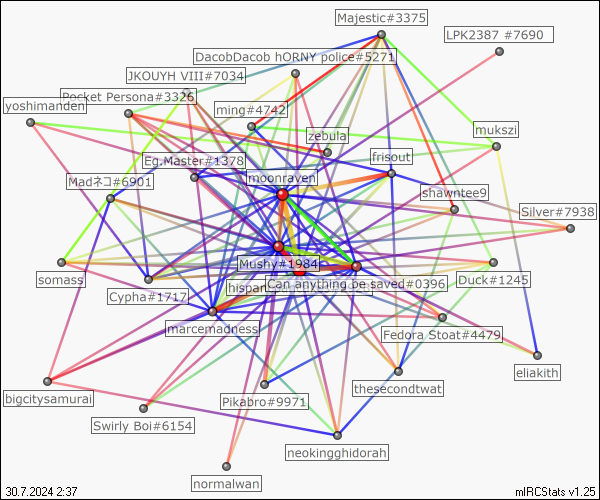 Majestic#3375
LPK2387 #7690
DacobDacob hORNY police#5271
JKOUYH VIII#7034
Pocket Persona#3326
yoshimanden
ming#4742
mukszi
zebula
frisout
Eg.Master#1378
moonraven
Madネコ#6901
shawntee9
Silver#7938
Mushy#1984
somass
Duck#1245
hispan
Can anything be saved#0396
Cypha#1717
marcemadness
Fedora Stoat#4479
eliakith
thesecondtwat
bigcitysamurai
Pikabro#9971
Swirly Boi#6154
neokingghidorah
normalwan
30.7.2024 2:37
mIRCStats v1.25